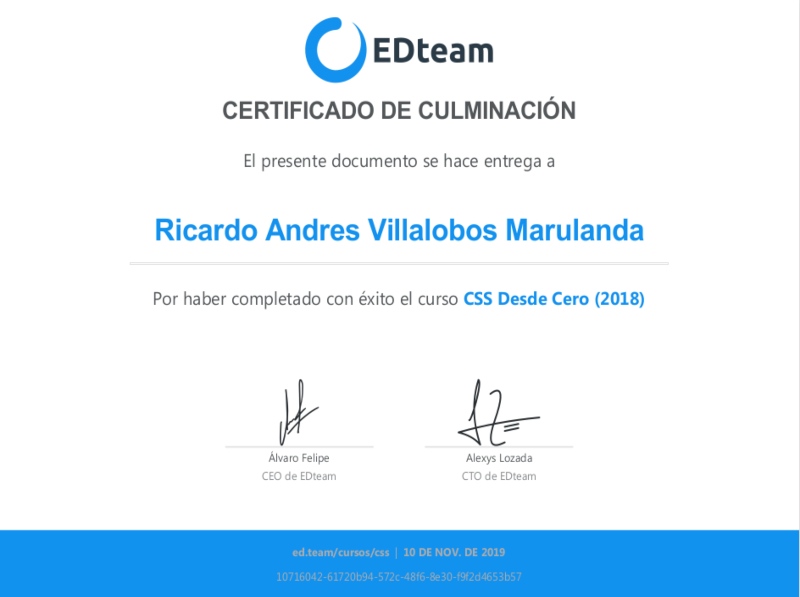 EDteam
CERTIFICADO DE CULMINACIÓN
El presente documento se hace entrega a
Ricardo Andres Villalobos Marulanda
Por haber completado con éxito el curso CSS Desde Cero (2018)
Álvaro Felipe
CEO de EDteam
Alexys Lozada
CTO de EDteam
ed.team/cursos/css | 10 DE NOV. DE 2019
10716042-61720b94-572c-48f6-8e30-f9f2d4653b57